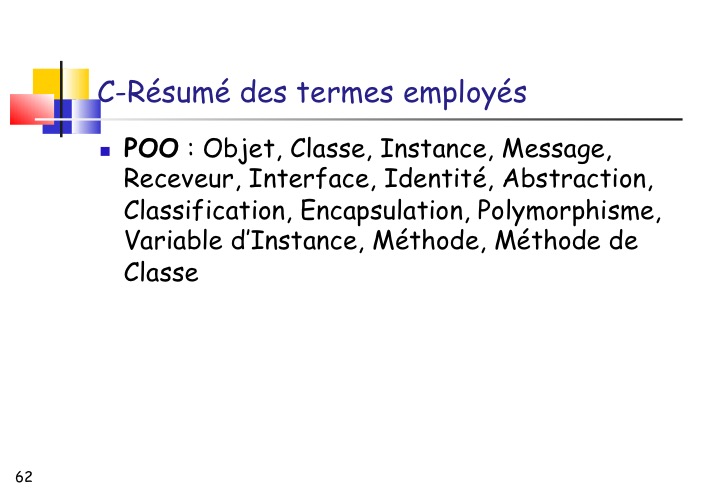 C-Résumé des termes employés
POO : Objet, Classe, Instance, Message,
Receveur, Interface, Identité, Abstraction,
Classification, Encapsulation, Polymorphisme,
Variable d’Instance, Méthode, Méthode de
Classe
62